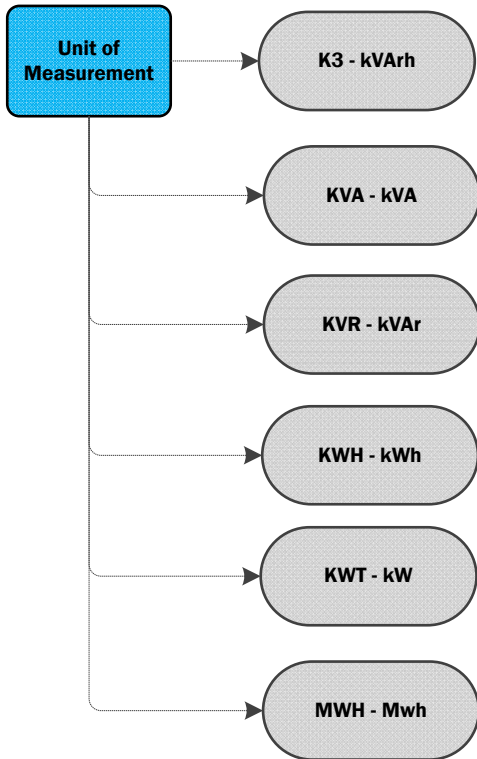 Unit of
Measurement
K3 - kVArh
KVA - kVA
KVR - kVAr
KWH - kWh
KWT - kW
MWH - Mwh